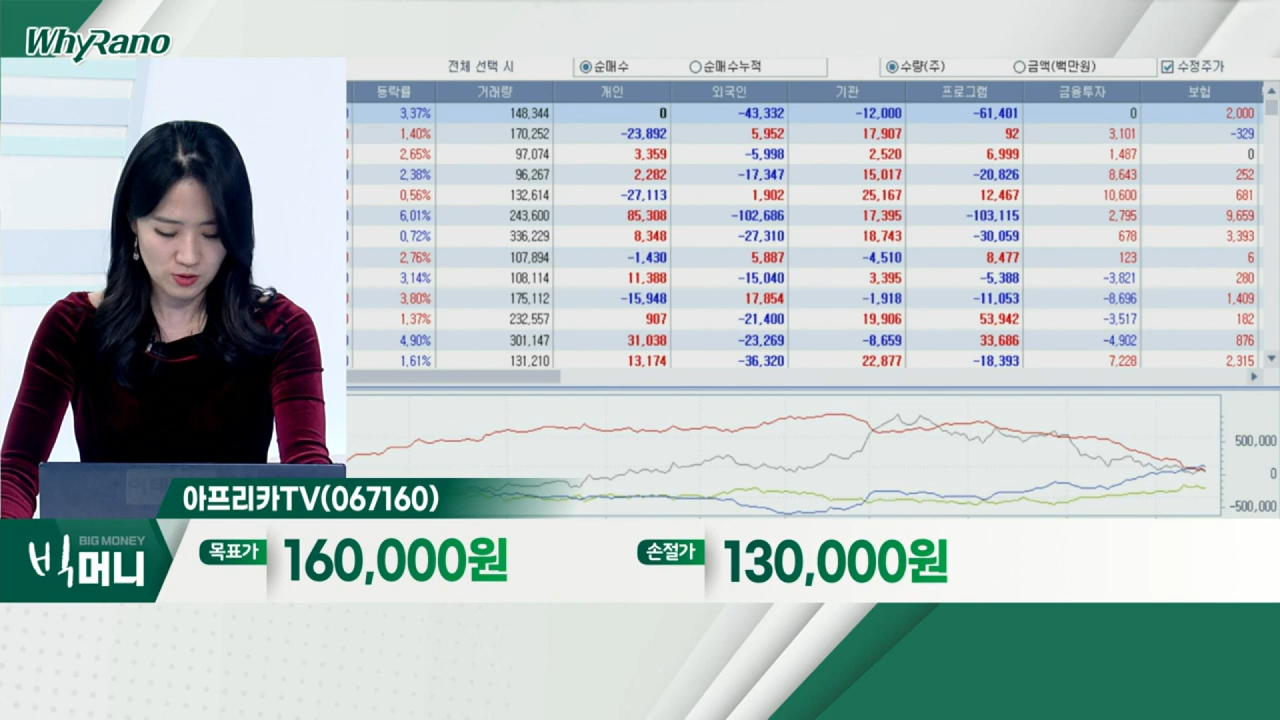 WhyRano
전체 선택 시 순매수 순매수누적 수량(주) 금액(백만원) 수정주가
등락률 거래량 개인 외국인 기관 프로그램 금융투자 보험
3,37% 148,344 0 -43,332 -12,000 -61,401 0 2,000
1,40% 170,252 -23,892 5,952 17,907 92 3,101 -329
2,65% 97,074 3,359 -5,998 2,520 6,999 1,487 0
2,38% 96,267 2,282 -17,347 15,017 -20,826 8,643 252
0,56% 132,614 -27,113 1,902 25,167 12,467 10,600 681
6,01% 243,600 85,308 -102,686 17,395 -103,115 2,795 9,659
0,72% 336,229 8,348 -27,310 18,743 -30,059 678 3,393
2,76% 107,894 -1,430 5,887 -4,510 8,477 123 6
3,14% 108,114 11,388 -15,040 3,395 -5,388 -3,821 280
3,80% 175,112 -15,948 17,854 -1,918 -11,053 -8,696 1,409
1,37% 232,557 907 -21,400 19,906 53,942 -3,517 182
4,90% 301,147 31,038 -23,269 -8,659 33,686 -4,902 876
1,61% 131,210 13,174 -36,320 22,877 -18,393 7,228 2,315
500,000
0
-500,000
아프리카TV(067160)
BIG MONEY
빅머니
목표가 160,000원 손절가 130,000원